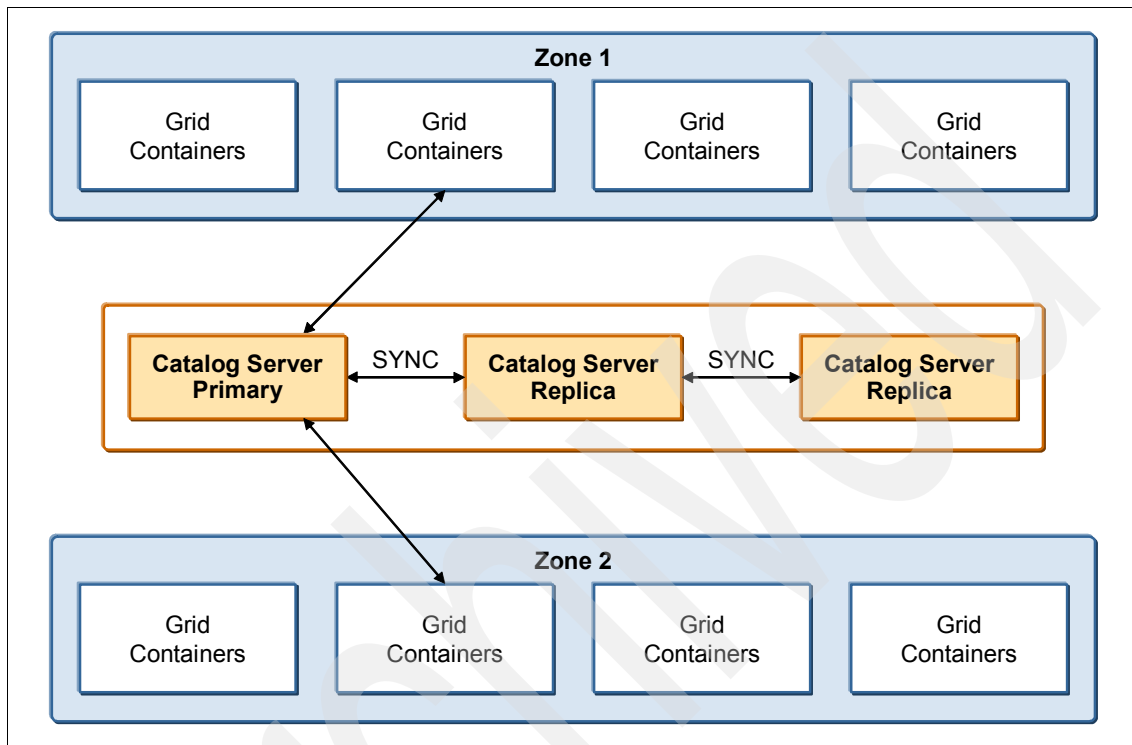 Zone 1
Grid
Containers
Grid
Containers
Grid
Containers
Grid
Containers
Catalog Server
Primary
SYNC
Catalog Server
Replica
SYNC
Catalog Server
Replica
Zone 2
Grid
Containers
Grid
Containers
Grid
Containers
Grid
Containers